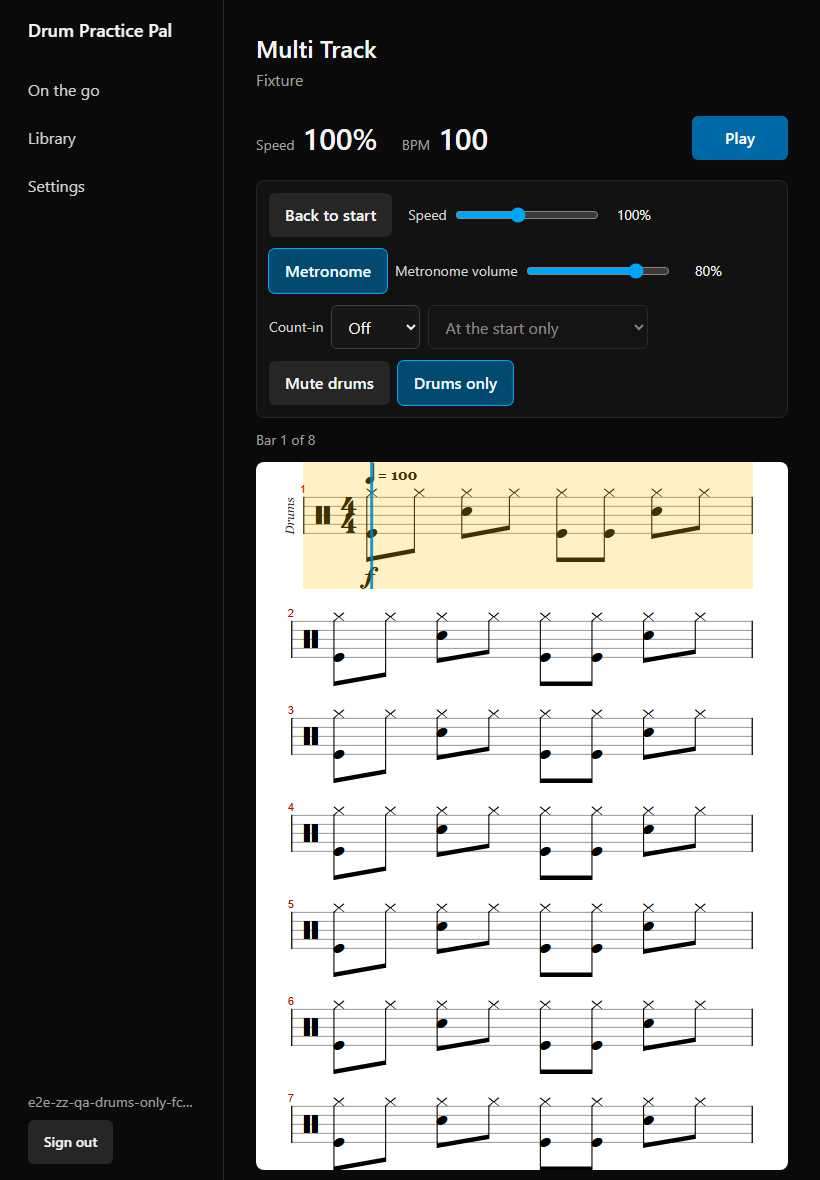 Drum Practice Pal
On the go
Library
Settings
Multi Track
Fixture
Speed 100% BPM 100
Play
Back to start Speed 100%
Metronome Metronome volume 80%
Count-in Off At the start only
Mute drums Drums only
Bar 1 of 8
= 100
1
Drums
4
4
f
2
3
4
5
6
7
e2e-zz-qa-drums-only-fc...
Sign out